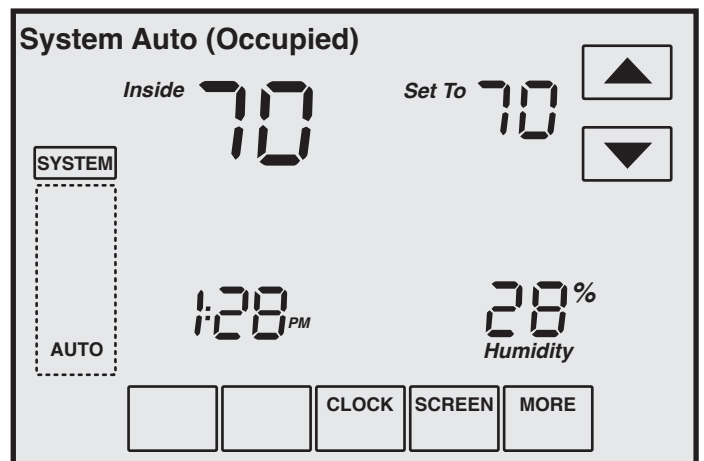 System Auto (Occupied)
Inside 70 Set To 70
SYSTEM
1:28 PM 28%
AUTO Humidity
CLOCK SCREEN MORE